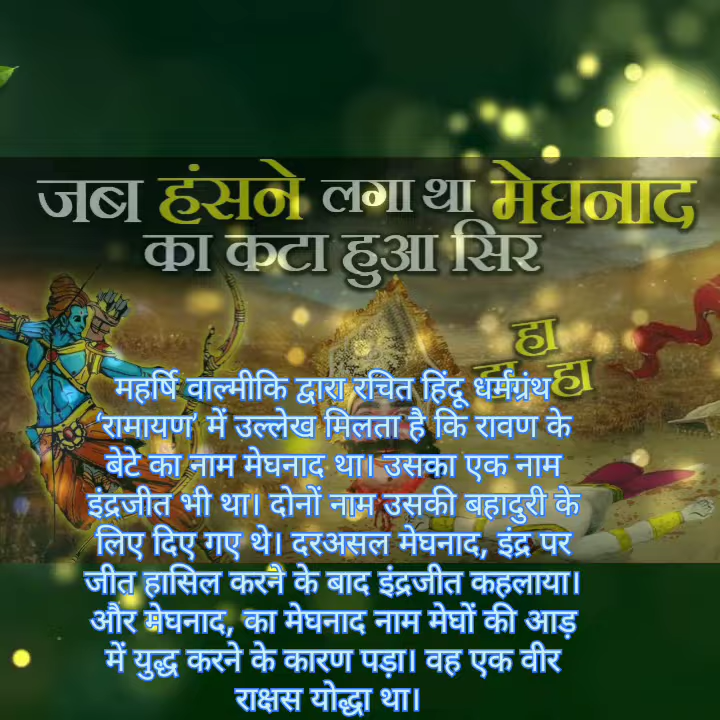 जब हंसने लगा था मेघनाद
का कटा हुआ सिर
हा
हा हा
महर्षि वाल्मीकि द्वारा रचित हिंदू धर्मग्रंथ
‘रामायण’ में उल्लेख मिलता है कि रावण के
बेटे का नाम मेघनाद था। उसका एक नाम
इंद्रजीत भी था। दोनों नाम उसकी बहादुरी के
लिए दिए गए थे। दरअसल मेघनाद, इंद्र पर
जीत हासिल करने के बाद इंद्रजीत कहलाया।
और मेघनाद, का मेघनाद नाम मेघों की आड़
में युद्ध करने के कारण पड़ा। वह एक वीर
राक्षस योद्धा था।